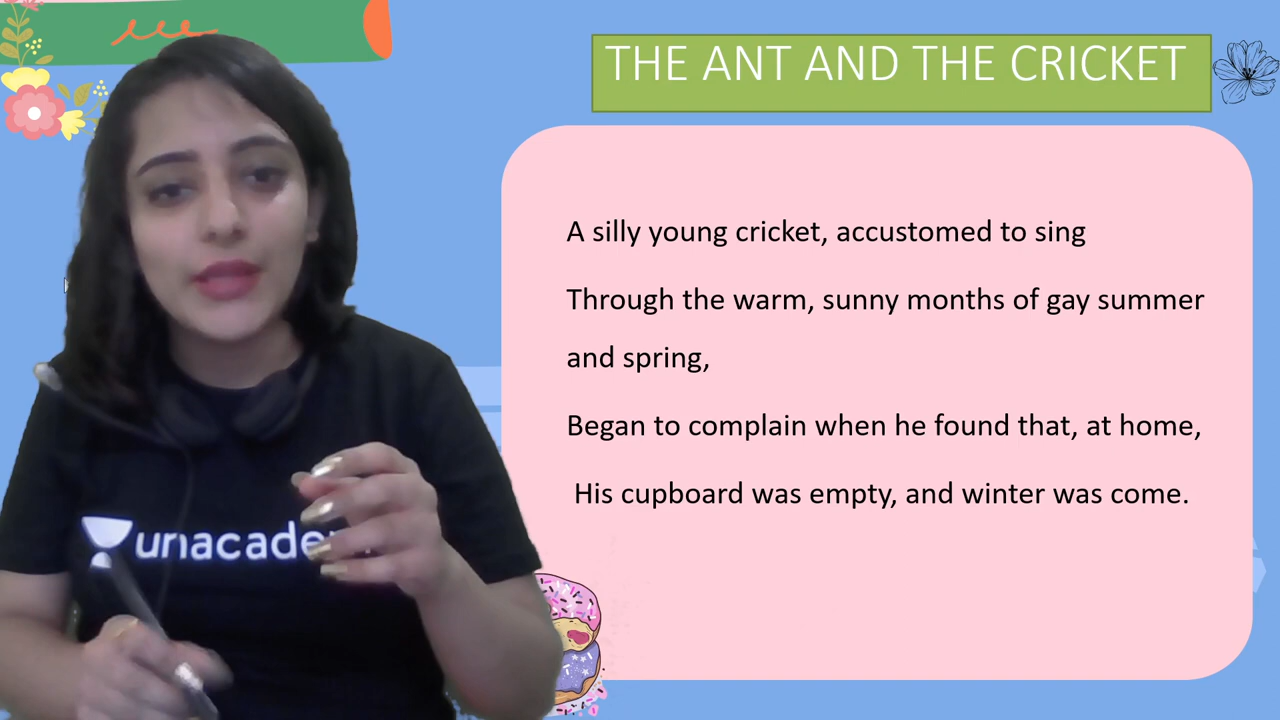 THE ANT AND THE CRICKET
A silly young cricket, accustomed to sing
Through the warm, sunny months of gay summer
and spring,
Began to complain when he found that, at home,
His cupboard was empty, and winter was come.
unacade